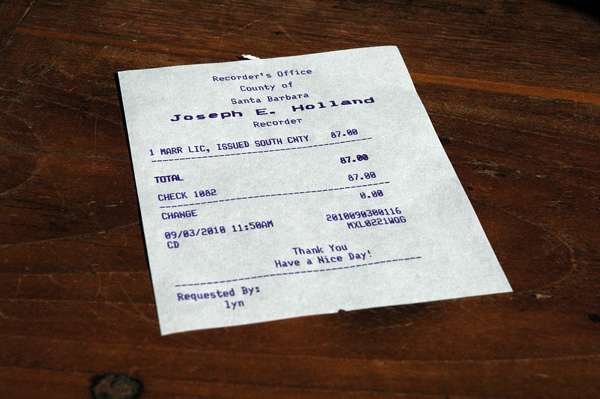 Recorder's Office
County of
Santa Barbara
Joseph E. Holland
Recorder
1 MARR LIC, ISSUED SOUTH CNTY 87.00
TOTAL 87.00
CHECK 1082 87.00
CHANGE 0.00
09/03/2010 11:50AM 2010090300116
CD MXL0221WQG
Thank You
Have a Nice Day!
Requested By:
lyn